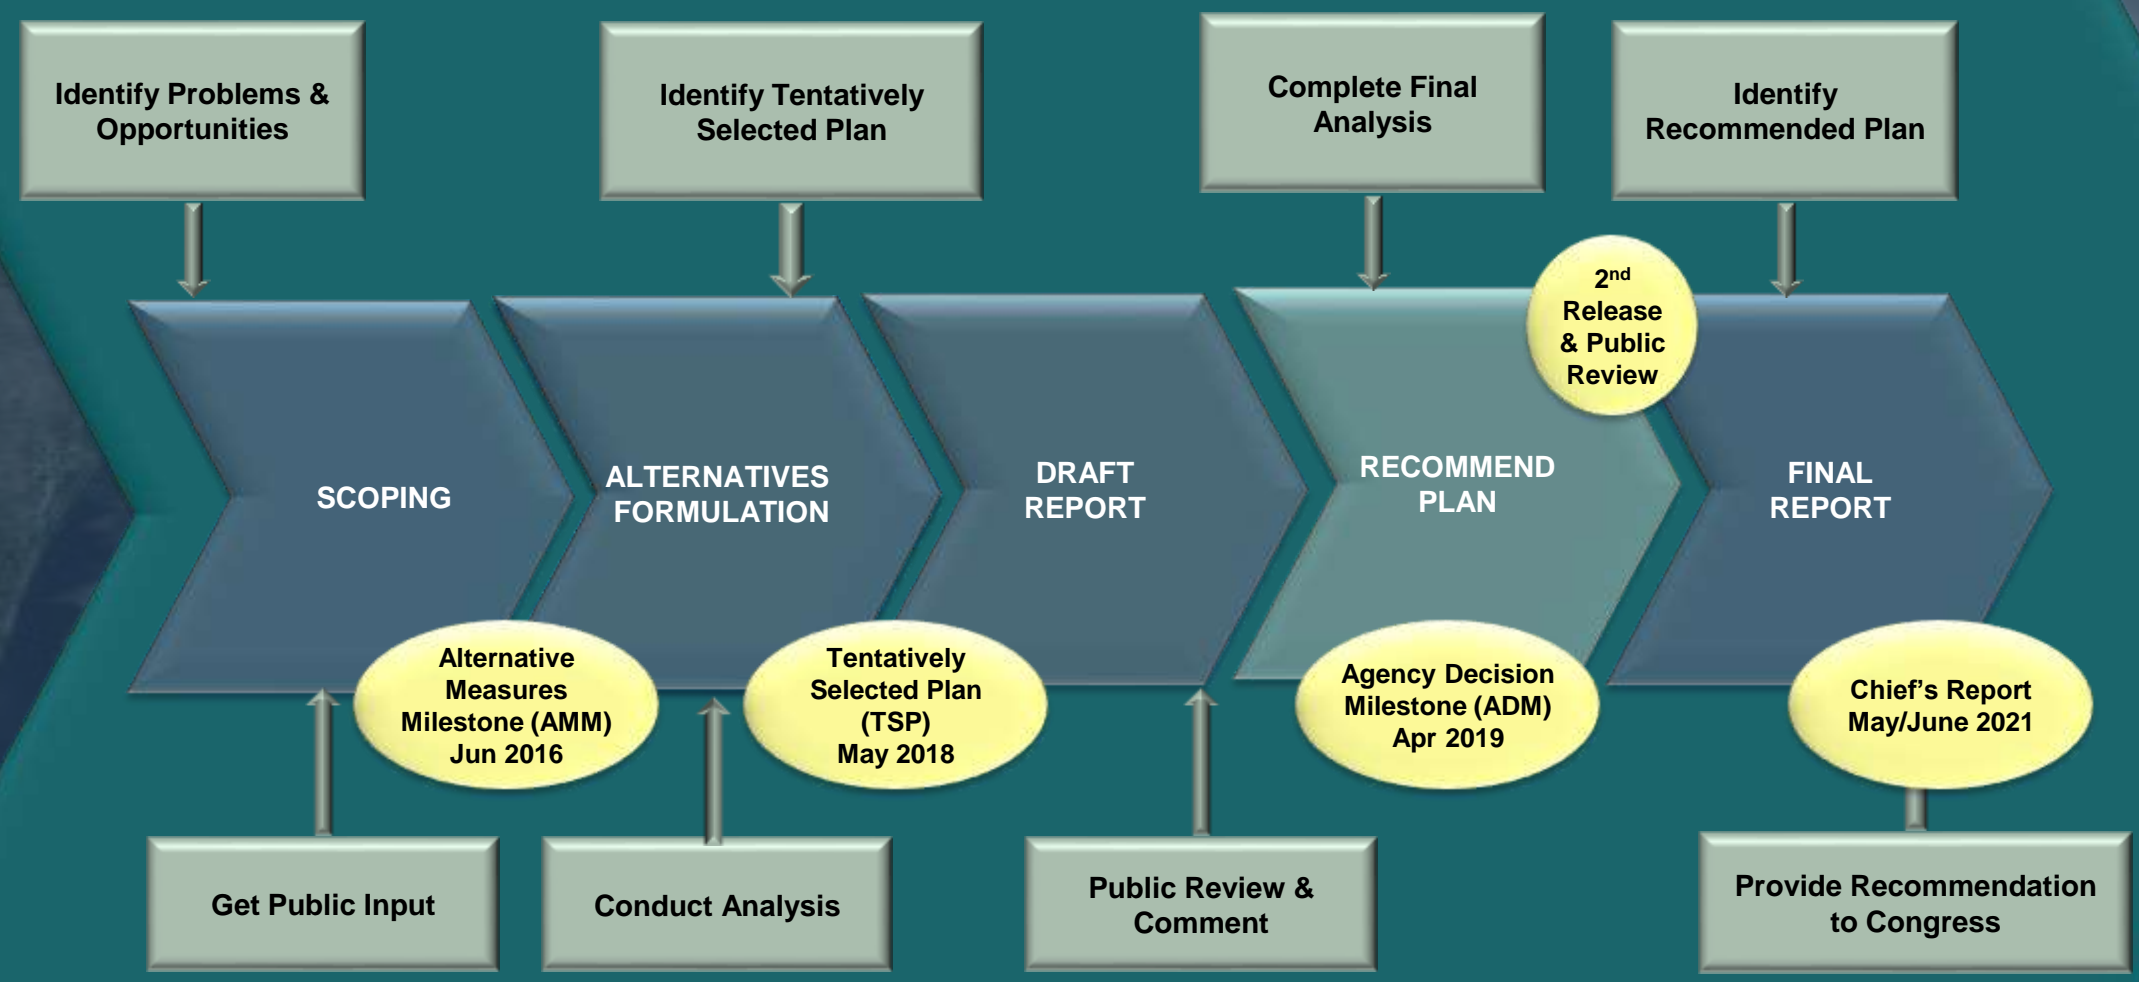 Identify Problems &
Opportunities
Identify Tentatively
Selected Plan
Complete Final
Analysis
Identify
Recommended Plan
2nd
Release
& Public
Review
SCOPING
ALTERNATIVES
FORMULATION
DRAFT
REPORT
RECOMMEND
PLAN
FINAL
REPORT
Alternative
Measures
Milestone (AMM)
Jun 2016
Tentatively
Selected Plan
(TSP)
May 2018
Agency Decision
Milestone (ADM)
Apr 2019
Chief’s Report
May/June 2021
Get Public Input
Conduct Analysis
Public Review &
Comment
Provide Recommendation
to Congress